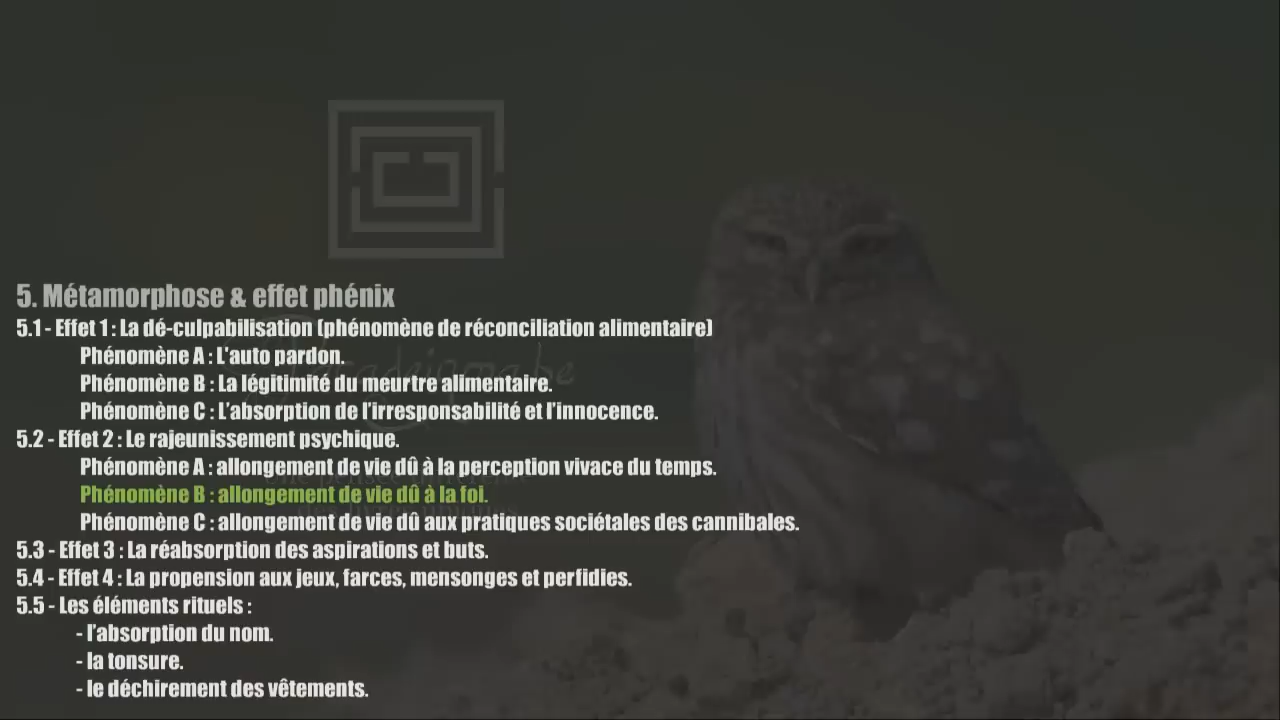 5. Métamorphose & effet phénix
5.1 - Effet 1 : La dé-culpabilisation (phénomène de réconciliation alimentaire)
Phénomène A : L'auto pardon.
Paradeigma.be
Phénomène B : La légitimité du meurtre alimentaire.
Phénomène C : L'absorption de l'irresponsabilité et l'innocence.
5.2 - Effet 2 : Le rajeunissement psychique.
Phénomène A : allongement de vie dû à la perception vivace du temps.
Phénomène B : allongement de vie dû à la foi.
Phénomène C : allongement de vie dû aux pratiques sociétales des cannibales.
5.3 - Effet 3 : La réabsorption des aspirations et buts.
5.4 - Effet 4 : La propension aux jeux, farces, mensonges et perfidies.
5.5 - Les éléments rituels :
- l'absorption du nom.
- la tonsure.
- le déchirement des vêtements.